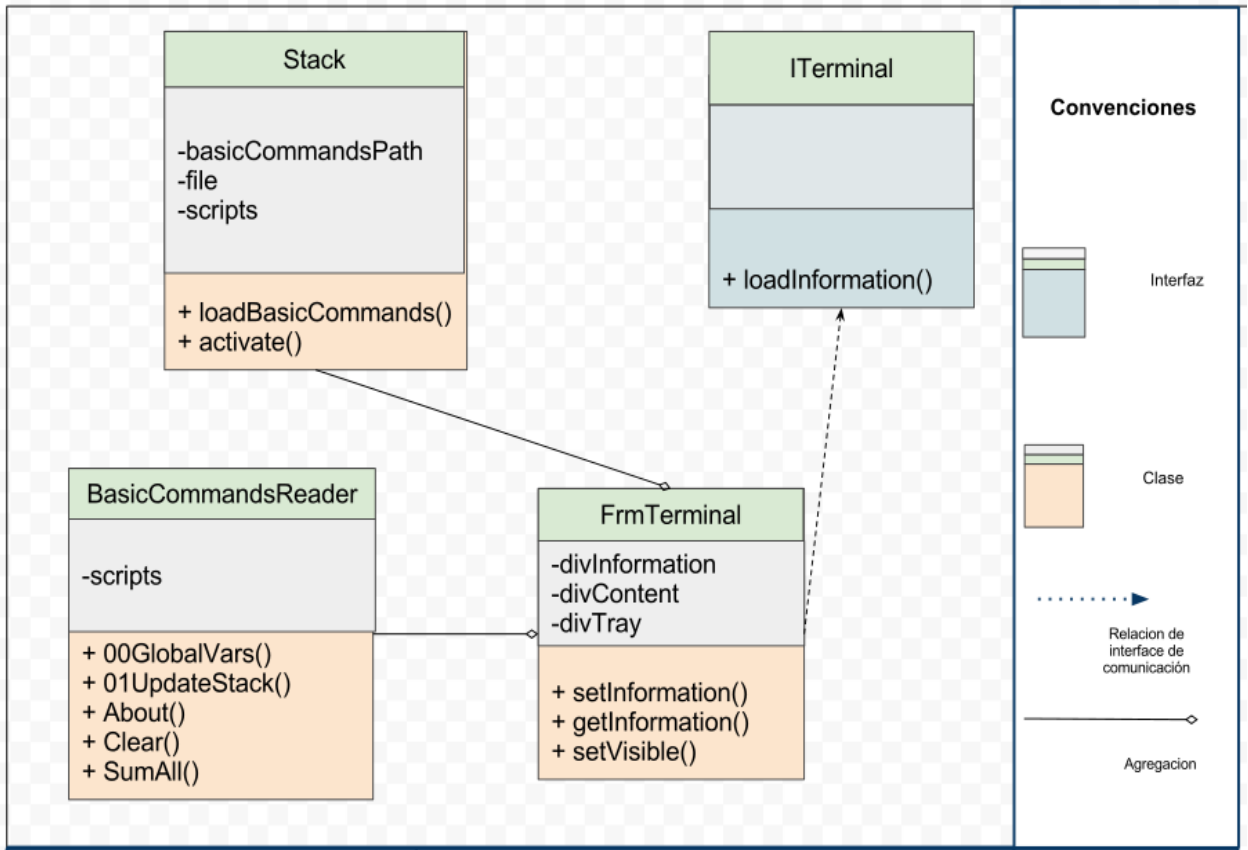 Stack
-basicCommandsPath
-file
-scripts
+ loadBasicCommands()
+ activate()
ITerminal
+ loadInformation()
BasicCommandsReader
-scripts
+ 00GlobalVars()
+ 01UpdateStack()
+ About()
+ Clear()
+ SumAll()
FrmTerminal
-divInformation
-divContent
-divTray
+ setInformation()
+ getInformation()
+ setVisible()
Convenciones
Interfaz
Clase
Relacion de
interface de
comunicación
Agregacion